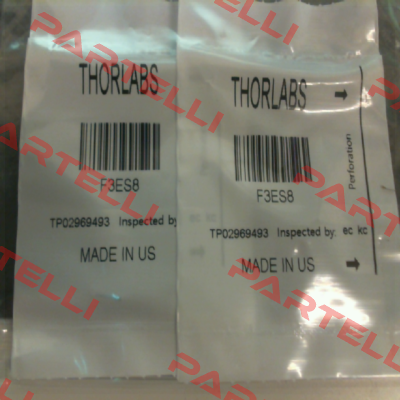 THORLABS
F3ES8
TP02969493 Inspected by:
MADE IN US
THORLABS →
F3ES8
TP02969493 Inspected by: ec kc
MADE IN US →
Perforation
PARTELLI
PARTELLI
PARTELLI